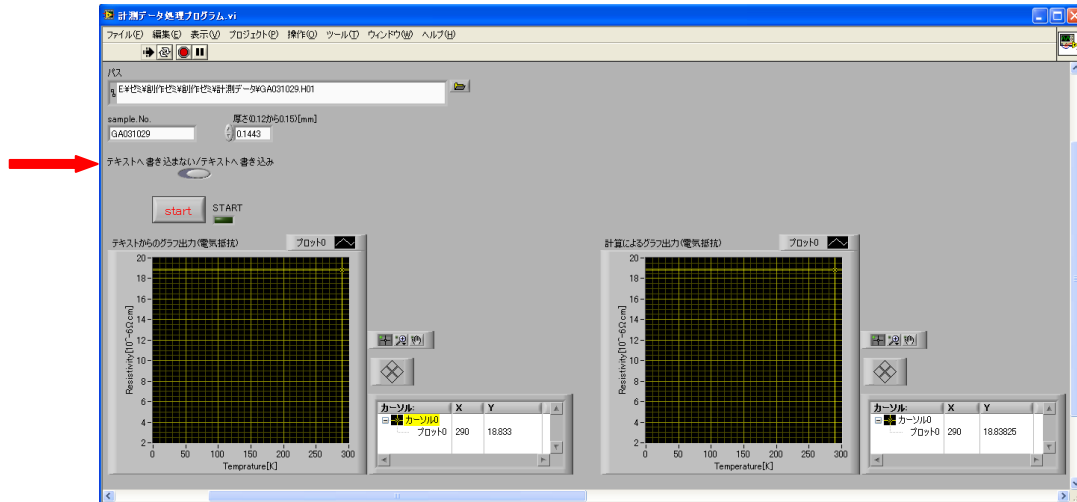 計測データ処理プログラム.vi
ファイル(F) 編集(E) 表示(V) プロジェクト(P) 操作(O) ツール(T) ウィンドウ(W) ヘルプ(H)
パス
E:¥ゼミ¥創作ゼミ¥創作ゼミ¥計測データ¥GA031029.H01
sample. No. 厚さ(0.12から0.15)[mm]
GA031029 0.1443
テキストへ書き込まない/テキストへ書き込み
start START
テキストからのグラフ出力(電気抵抗) プロット0
20
18
16
14
12
10
8
6
4
2
Resistivity[10^-6Ωcm]
0 50 100 150 200 250 300
Temprature[K]
カーソル: X Y
カーソル0
プロット0 290 18.833
計算によるグラフ出力(電気抵抗) プロット0
20
18
16
14
12
10
8
6
4
2
Resistivity[10^-6Ωcm]
0 50 100 150 200 250 300
Temperature[K]
カーソル: X Y
カーソル0
プロット0 290 18.83825